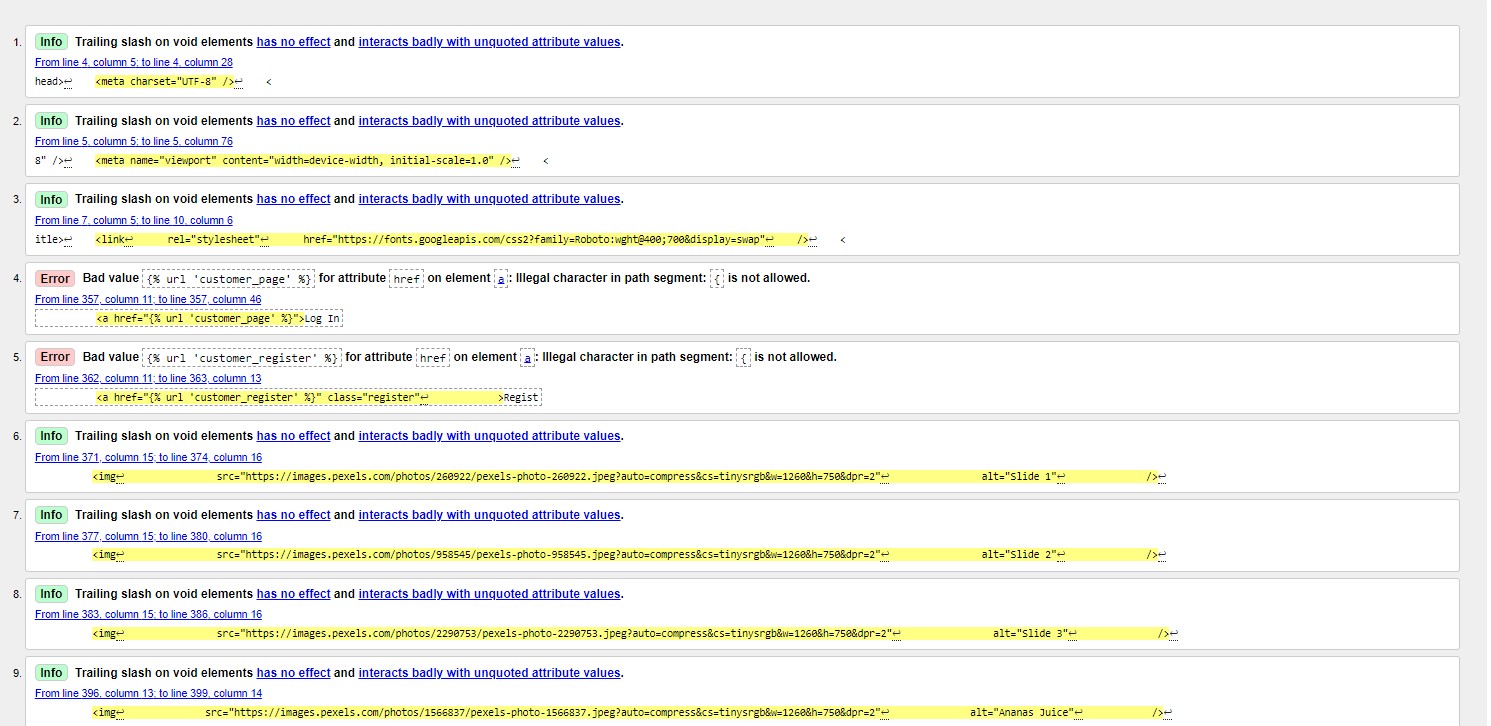 1. Info Trailing slash on void elements has no effect and interacts badly with unquoted attribute values.
From line 4, column 5; to line 4, column 28
head>↩    <meta charset="UTF-8" />↩    <
2. Info Trailing slash on void elements has no effect and interacts badly with unquoted attribute values.
From line 5, column 5; to line 5, column 76
8" />↩    <meta name="viewport" content="width=device-width, initial-scale=1.0" />↩    <
3. Info Trailing slash on void elements has no effect and interacts badly with unquoted attribute values.
From line 7, column 5; to line 10, column 6
itle>↩    <link↩      rel="stylesheet"↩      href="https://fonts.googleapis.com/css2?family=Roboto:wght@400;700&display=swap"↩    />↩    <
4. Error Bad value {% url 'customer_page' %} for attribute href on element a: Illegal character in path segment: { is not allowed.
From line 357, column 11; to line 357, column 46
<a href="{% url 'customer_page' %}">Log In
5. Error Bad value {% url 'customer_register' %} for attribute href on element a: Illegal character in path segment: { is not allowed.
From line 362, column 11; to line 363, column 13
<a href="{% url 'customer_register' %}" class="register"↩            >Regist
6. Info Trailing slash on void elements has no effect and interacts badly with unquoted attribute values.
From line 371, column 15; to line 374, column 16
<img↩                src="https://images.pexels.com/photos/260922/pexels-photo-260922.jpeg?auto=compress&cs=tinysrgb&w=1260&h=750&dpr=2"↩                alt="Slide 1"↩              />↩
7. Info Trailing slash on void elements has no effect and interacts badly with unquoted attribute values.
From line 377, column 15; to line 380, column 16
<img↩                src="https://images.pexels.com/photos/958545/pexels-photo-958545.jpeg?auto=compress&cs=tinysrgb&w=1260&h=750&dpr=2"↩                alt="Slide 2"↩              />↩
8. Info Trailing slash on void elements has no effect and interacts badly with unquoted attribute values.
From line 383, column 15; to line 386, column 16
<img↩                src="https://images.pexels.com/photos/2290753/pexels-photo-2290753.jpeg?auto=compress&cs=tinysrgb&w=1260&h=750&dpr=2"↩                alt="Slide 3"↩              />↩
9. Info Trailing slash on void elements has no effect and interacts badly with unquoted attribute values.
From line 396, column 13; to line 399, column 14
<img↩              src="https://images.pexels.com/photos/1566837/pexels-photo-1566837.jpeg?auto=compress&cs=tinysrgb&w=1260&h=750&dpr=2"↩              alt="Ananas Juice"↩            />↩